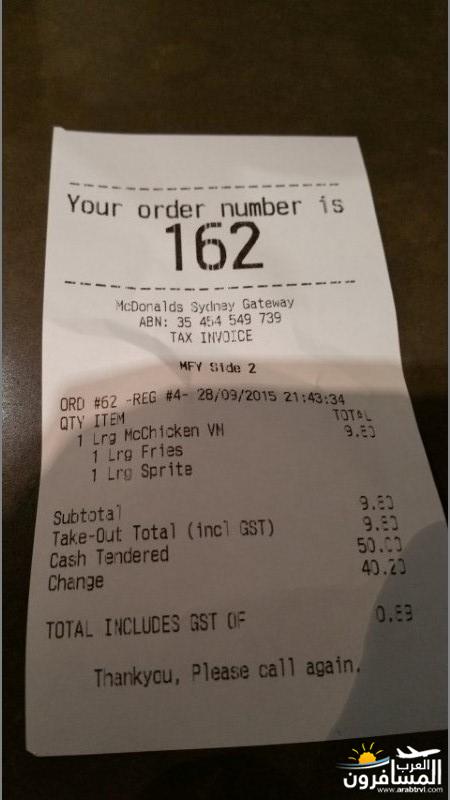 Your order number is
162
McDonalds Sydney Gateway
ABN: 35 454 549 739
TAX INVOICE
MFY Side 2
ORD #62 -REG #4- 28/09/2015 21:43:34
QTY ITEM TOTAL
1 Lrg McChicken VM 9.80
1 Lrg Fries
1 Lrg Sprite
Subtotal 9.80
Take-Out Total (incl GST) 9.80
Cash Tendered 50.00
Change 40.20
TOTAL INCLUDES GST OF 0.89
Thankyou, Please call again.
العرب
المسافرون
www.arabtrvl.com